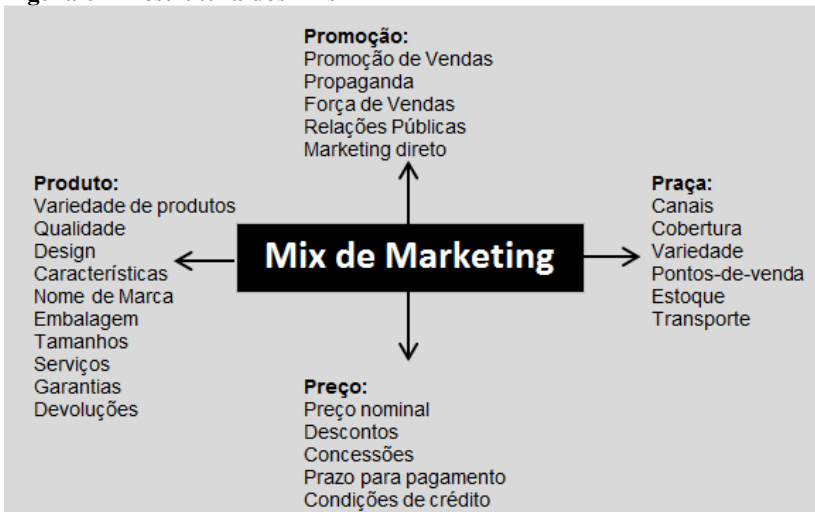 Promoção:
Promoção de Vendas
Propaganda
Força de Vendas
Relações Públicas
Marketing direto
Produto:
Variedade de produtos
Qualidade
Design
Características
Nome de Marca
Embalagem
Tamanhos
Serviços
Garantias
Devoluções
Mix de Marketing
Praça:
Canais
Cobertura
Variedade
Pontos-de-venda
Estoque
Transporte
Preço:
Preço nominal
Descontos
Concessões
Prazo para pagamento
Condições de crédito